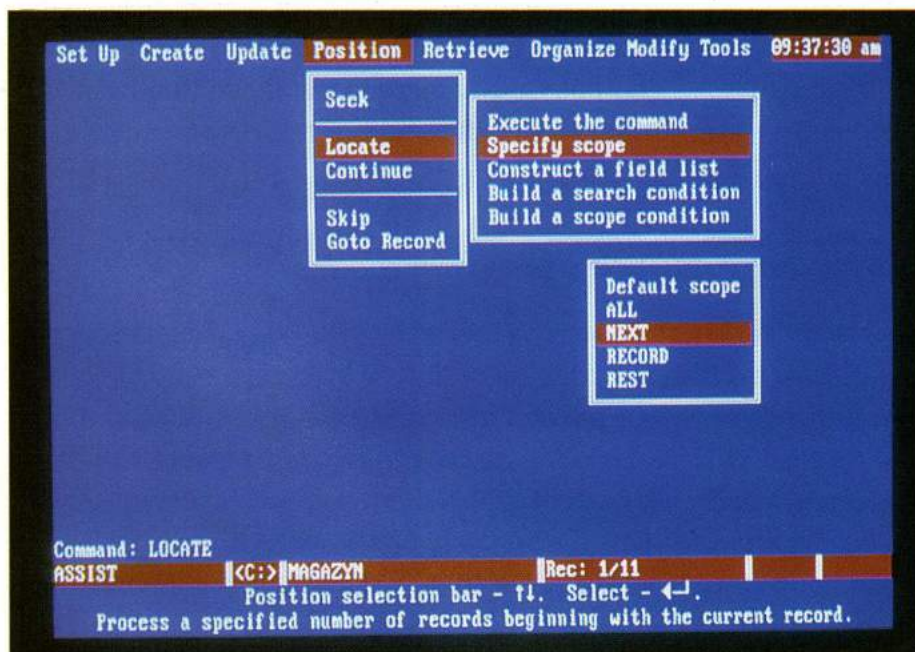 Set Up Create Update Position Retrieve Organize Modify Tools 09:37:30 am
Seek
Locate
Continue
Skip
Goto Record
Execute the command
Specify scope
Construct a field list
Build a search condition
Build a scope condition
Default scope
ALL
NEXT
RECORD
REST
Command: LOCATE
ASSIST <C:> MAGAZYN Rec: 1/11
Position selection bar - ↑↓. Select - ←┘.
Process a specified number of records beginning with the current record.